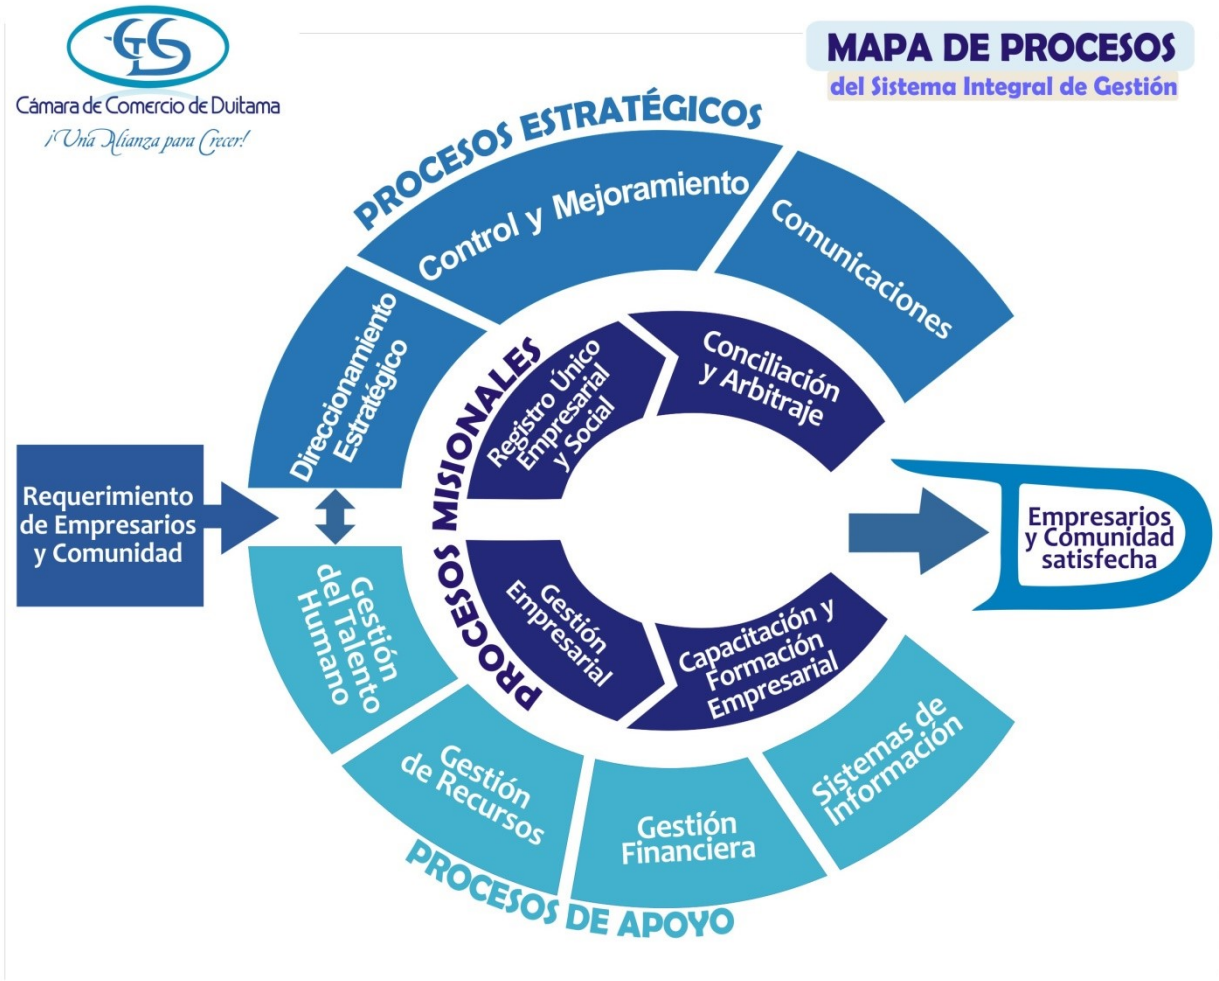 Cámara de Comercio de Duitama
¡Una Alianza para Crecer!
MAPA DE PROCESOS
del Sistema Integral de Gestión
PROCESOS ESTRATÉGICOS
Direccionamiento
Estratégico
Control y Mejoramiento
Comunicaciones
PROCESOS MISIONALES
Registro Único
Empresarial
y Social
Conciliación
y Arbitraje
Gestión
Empresarial
Capacitación y
Formación
Empresarial
Requerimiento
de Empresarios
y Comunidad
Empresarios
y Comunidad
satisfecha
Gestión
del Talento
Humano
Gestión
de Recursos
Gestión
Financiera
Sistemas de
Información
PROCESOS DE APOYO